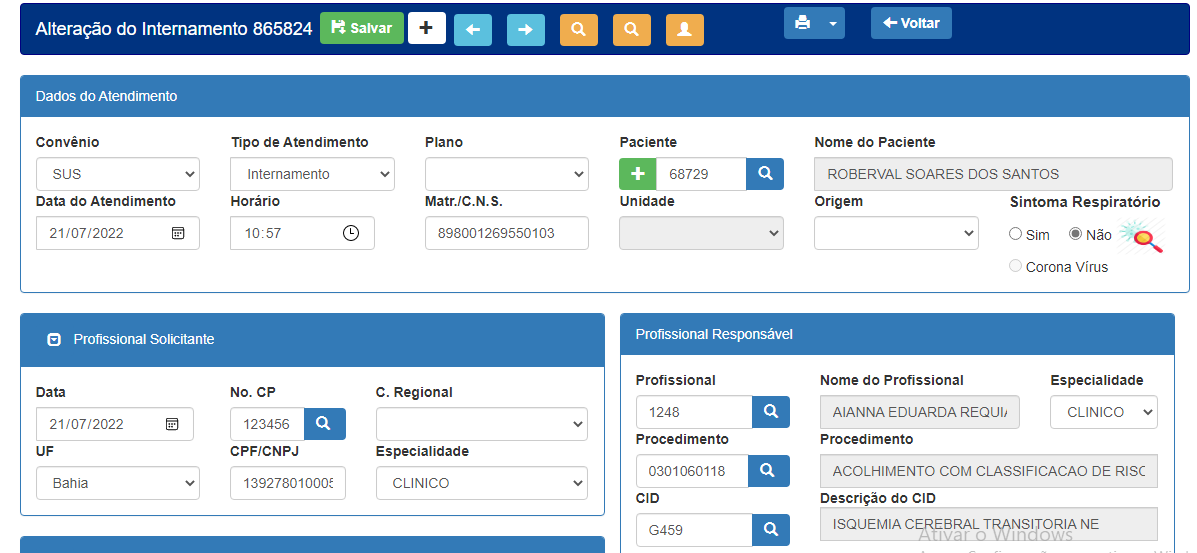 Alteração do Internamento 865824 Salvar Voltar
Dados do Atendimento
Convênio Tipo de Atendimento Plano Paciente Nome do Paciente
SUS Internamento 68729 ROBERVAL SOARES DOS SANTOS
Data do Atendimento Horário Matr./C.N.S. Unidade Origem Sintoma Respiratório
21/07/2022 10:57 898001269550103 Sim Não
Corona Vírus
Profissional Solicitante
Data No. CP C. Regional
21/07/2022 123456
UF CPF/CNPJ Especialidade
Bahia 139278010005 CLINICO
Profissional Responsável
Profissional Nome do Profissional Especialidade
1248 AIANNA EDUARDA REQUIA CLINICO
Procedimento Procedimento
0301060118 ACOLHIMENTO COM CLASSIFICACAO DE RISC
CID Descrição do CID
G459 ISQUEMIA CEREBRAL TRANSITORIA NE
Ativar o Windows